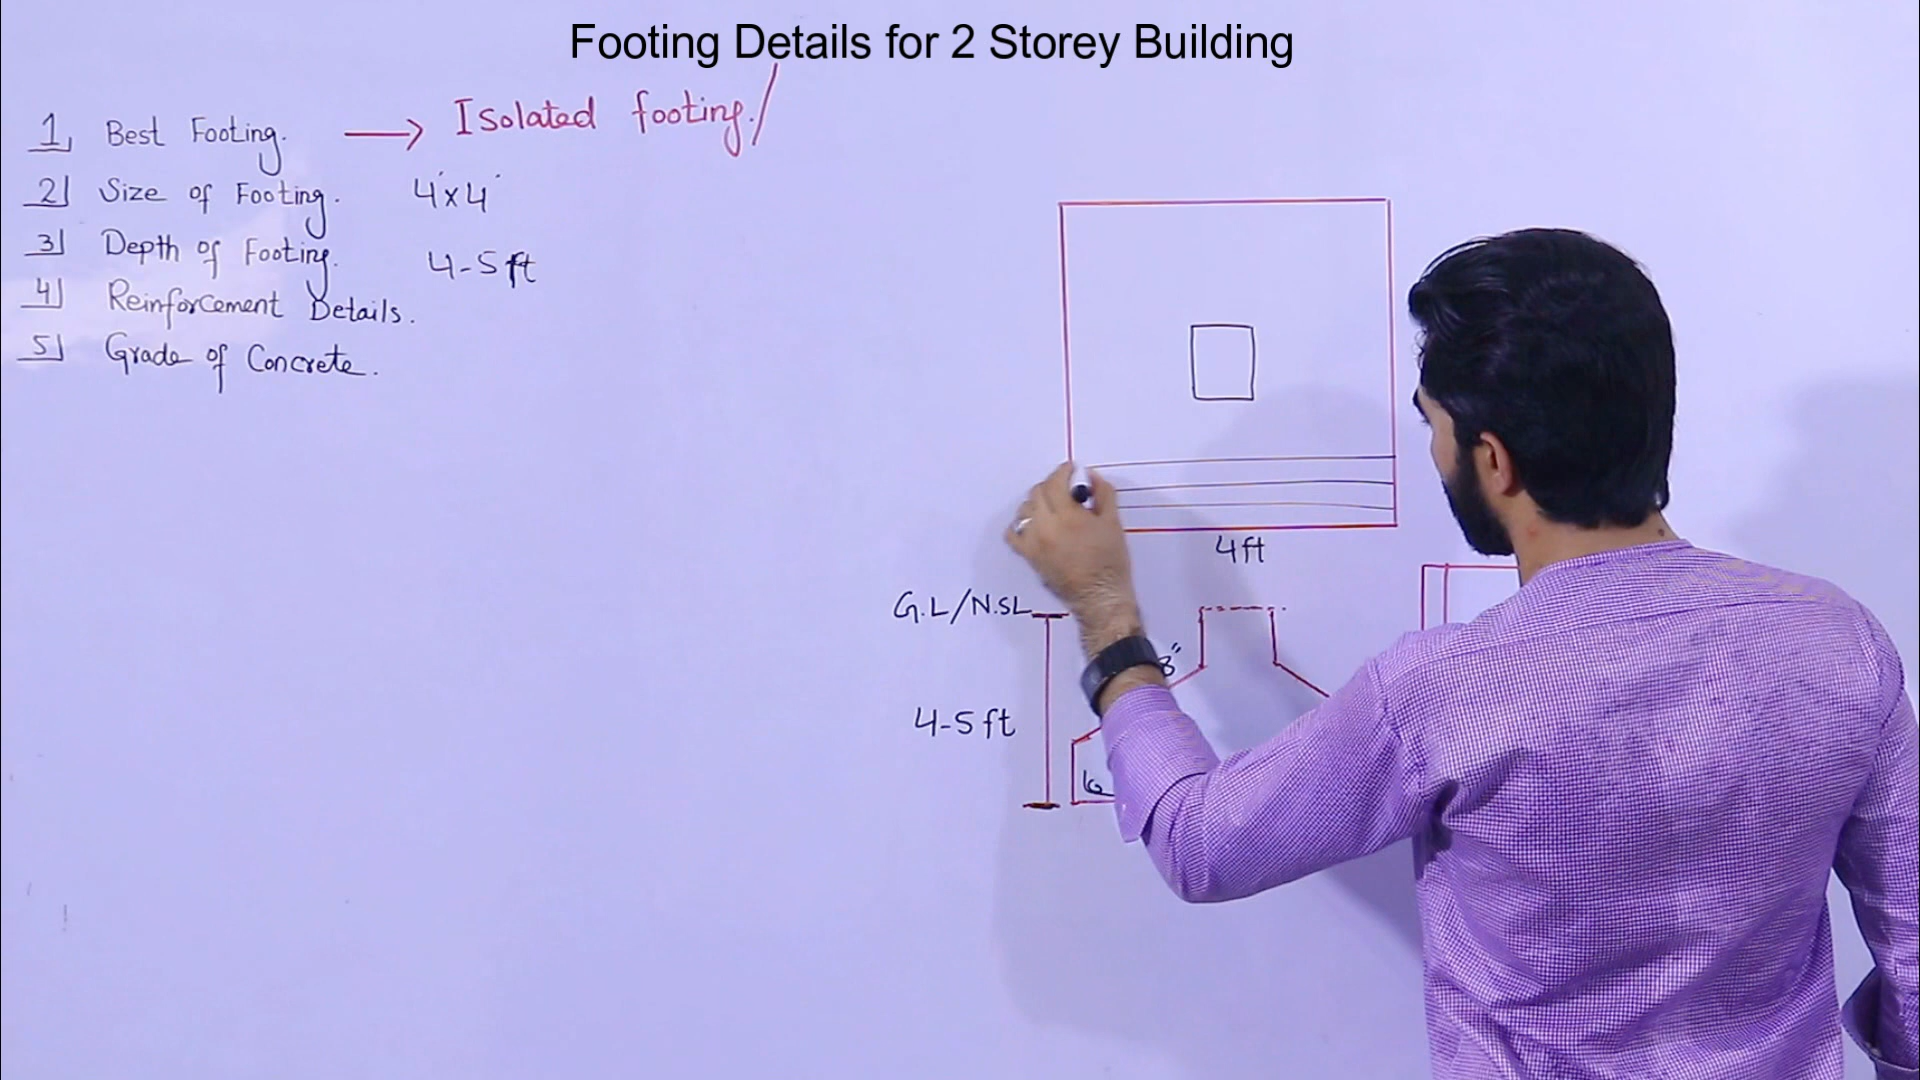 Footing Details for 2 Storey Building
1, Best Footing. → Isolated footing./
2) Size of Footing. 4'x4'
3) Depth of Footing. 4-5ft
4) Reinforcement Details.
5) Grade of Concrete.
4ft
G.L/N.SL
8"
4-5ft